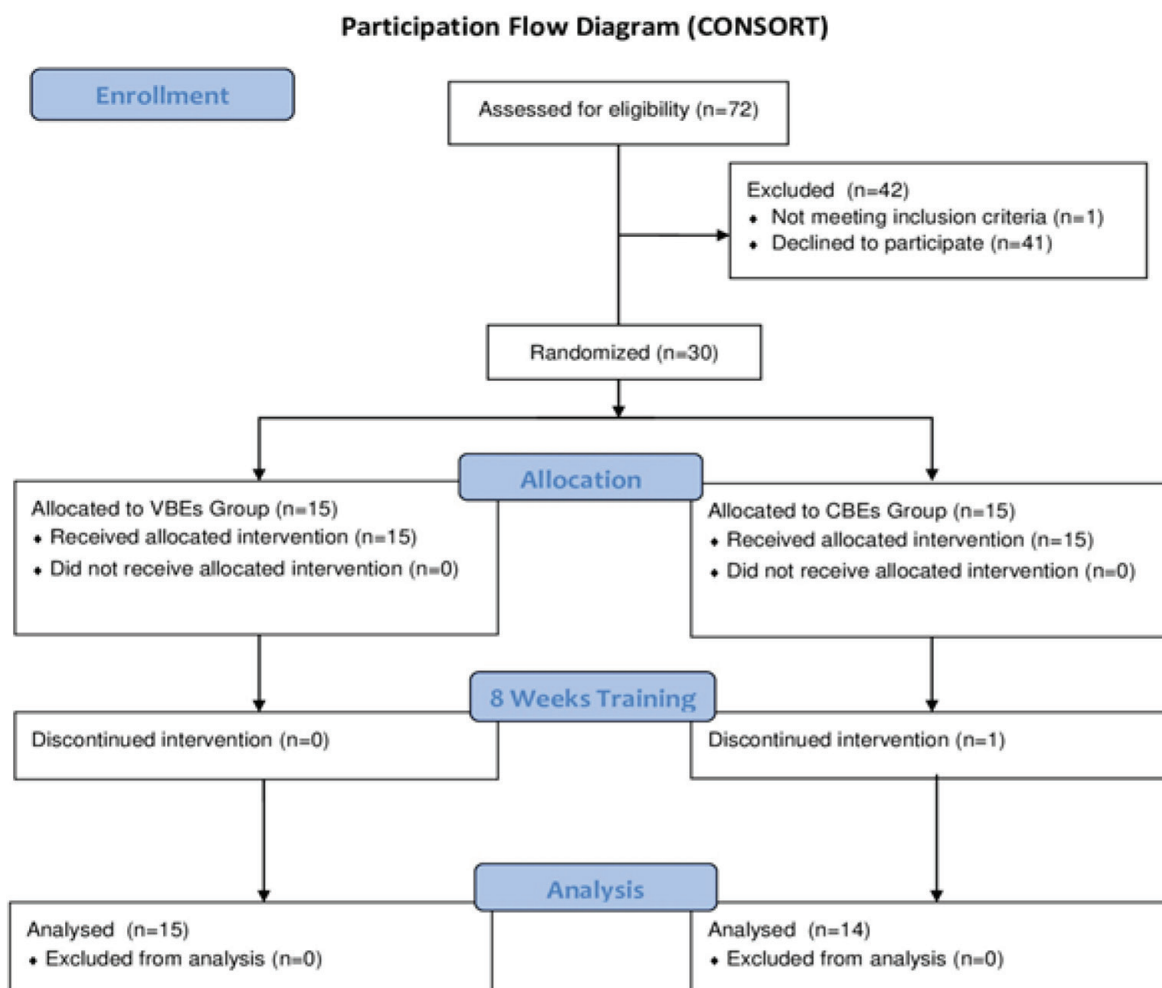 Participation Flow Diagram (CONSORT)
Enrollment
Assessed for eligibility (n=72)
Excluded (n=42)
♦ Not meeting inclusion criteria (n=1)
♦ Declined to participate (n=41)
Randomized (n=30)
Allocation
Allocated to VBEs Group (n=15)
♦ Received allocated intervention (n=15)
♦ Did not receive allocated intervention (n=0)
Allocated to CBEs Group (n=15)
♦ Received allocated intervention (n=15)
♦ Did not receive allocated intervention (n=0)
8 Weeks Training
Discontinued intervention (n=0)
Discontinued intervention (n=1)
Analysis
Analysed (n=15)
♦ Excluded from analysis (n=0)
Analysed (n=14)
♦ Excluded from analysis (n=0)